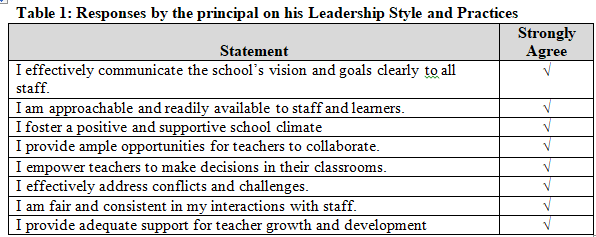 Table 1: Responses by the principal on his Leadership Style and Practices
Statement Strongly Agree
I effectively communicate the school's vision and goals clearly to all staff. √
I am approachable and readily available to staff and learners. √
I foster a positive and supportive school climate √
I provide ample opportunities for teachers to collaborate. √
I empower teachers to make decisions in their classrooms. √
I effectively address conflicts and challenges. √
I am fair and consistent in my interactions with staff. √
I provide adequate support for teacher growth and development √